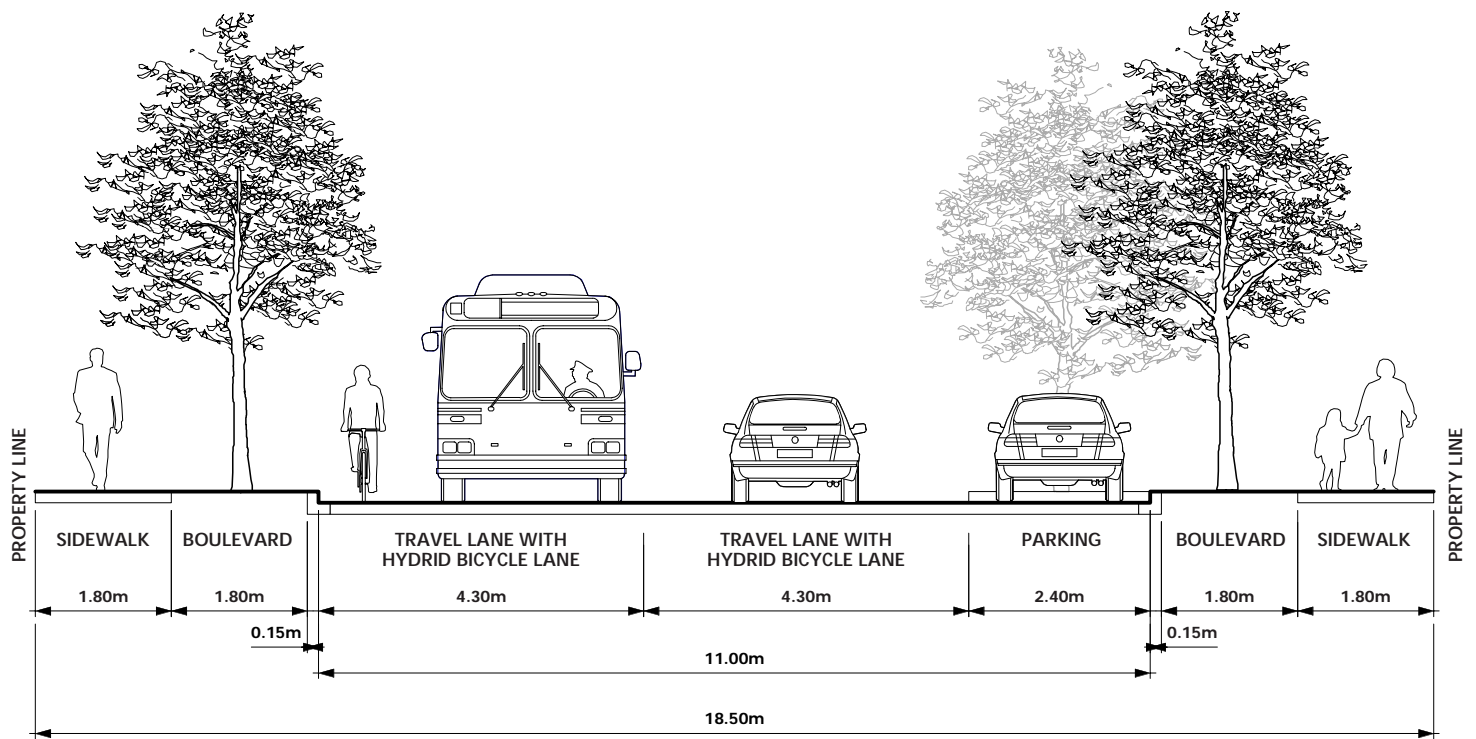 PROPERTY LINE
SIDEWALK
BOULEVARD
TRAVEL LANE WITH
HYDRID BICYCLE LANE
TRAVEL LANE WITH
HYDRID BICYCLE LANE
PARKING
BOULEVARD
SIDEWALK
PROPERTY LINE
1.80m
1.80m
4.30m
4.30m
2.40m
1.80m
1.80m
0.15m
0.15m
11.00m
18.50m